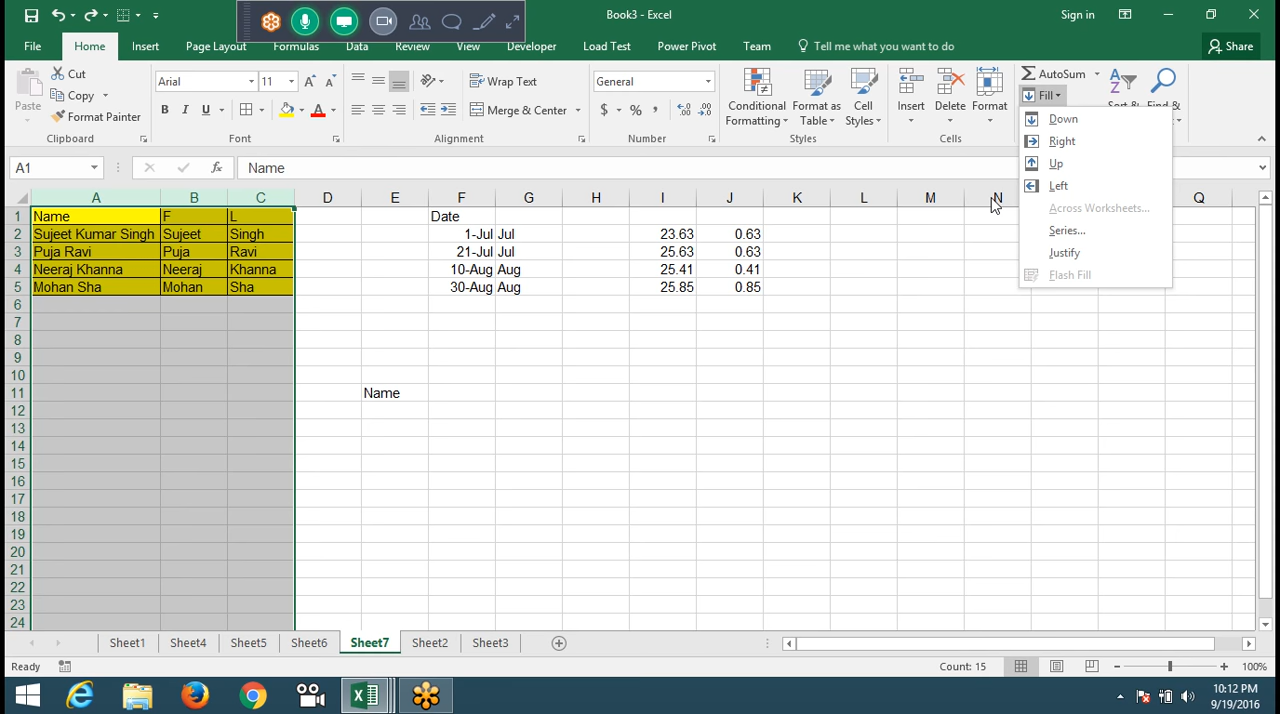 Book3 - Excel
Sign in
File Home Insert Page Layout Formulas Data Review View Developer Load Test Power Pivot Team Tell me what you want to do Share
Paste
Cut
Copy
Format Painter
Clipboard
Arial 11
B I U
Font
Wrap Text
Merge & Center
Alignment
General
$ % ,
Number
Conditional Formatting
Format as Table
Cell Styles
Styles
Insert Delete Format
Cells
AutoSum
Fill
Sort & Find &
Down
Right
Up
Left
Across Worksheets...
Series...
Justify
Flash Fill
A1 fx Name
A B C D E F G H I J K L M N Q
1 Name F L Date
2 Sujeet Kumar Singh Sujeet Singh 1-Jul Jul 23.63 0.63
3 Puja Ravi Puja Ravi 21-Jul Jul 25.63 0.63
4 Neeraj Khanna Neeraj Khanna 10-Aug Aug 25.41 0.41
5 Mohan Sha Mohan Sha 30-Aug Aug 25.85 0.85
6
7
8
9
10
11 Name
12
13
14
15
16
17
18
19
20
21
22
23
24
Sheet1 Sheet4 Sheet5 Sheet6 Sheet7 Sheet2 Sheet3
Ready Count: 15 100%
10:12 PM
9/19/2016